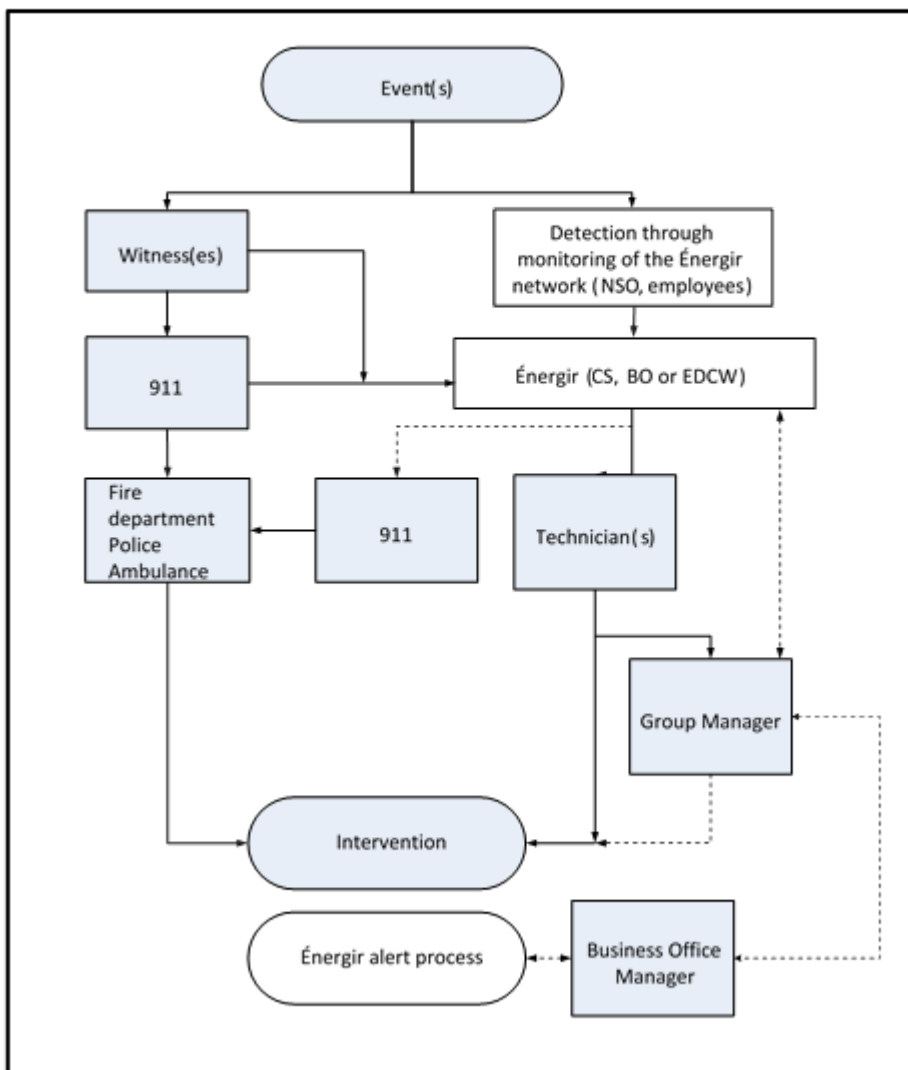 Event(s)
Witness(es)
Detection through
monitoring of the Énergir
network (NSO, employees)
911
Énergir (CS, BO or EDCW)
Fire
department
Police
Ambulance
911
Technician(s)
Group Manager
Intervention
Énergir alert process
Business Office
Manager